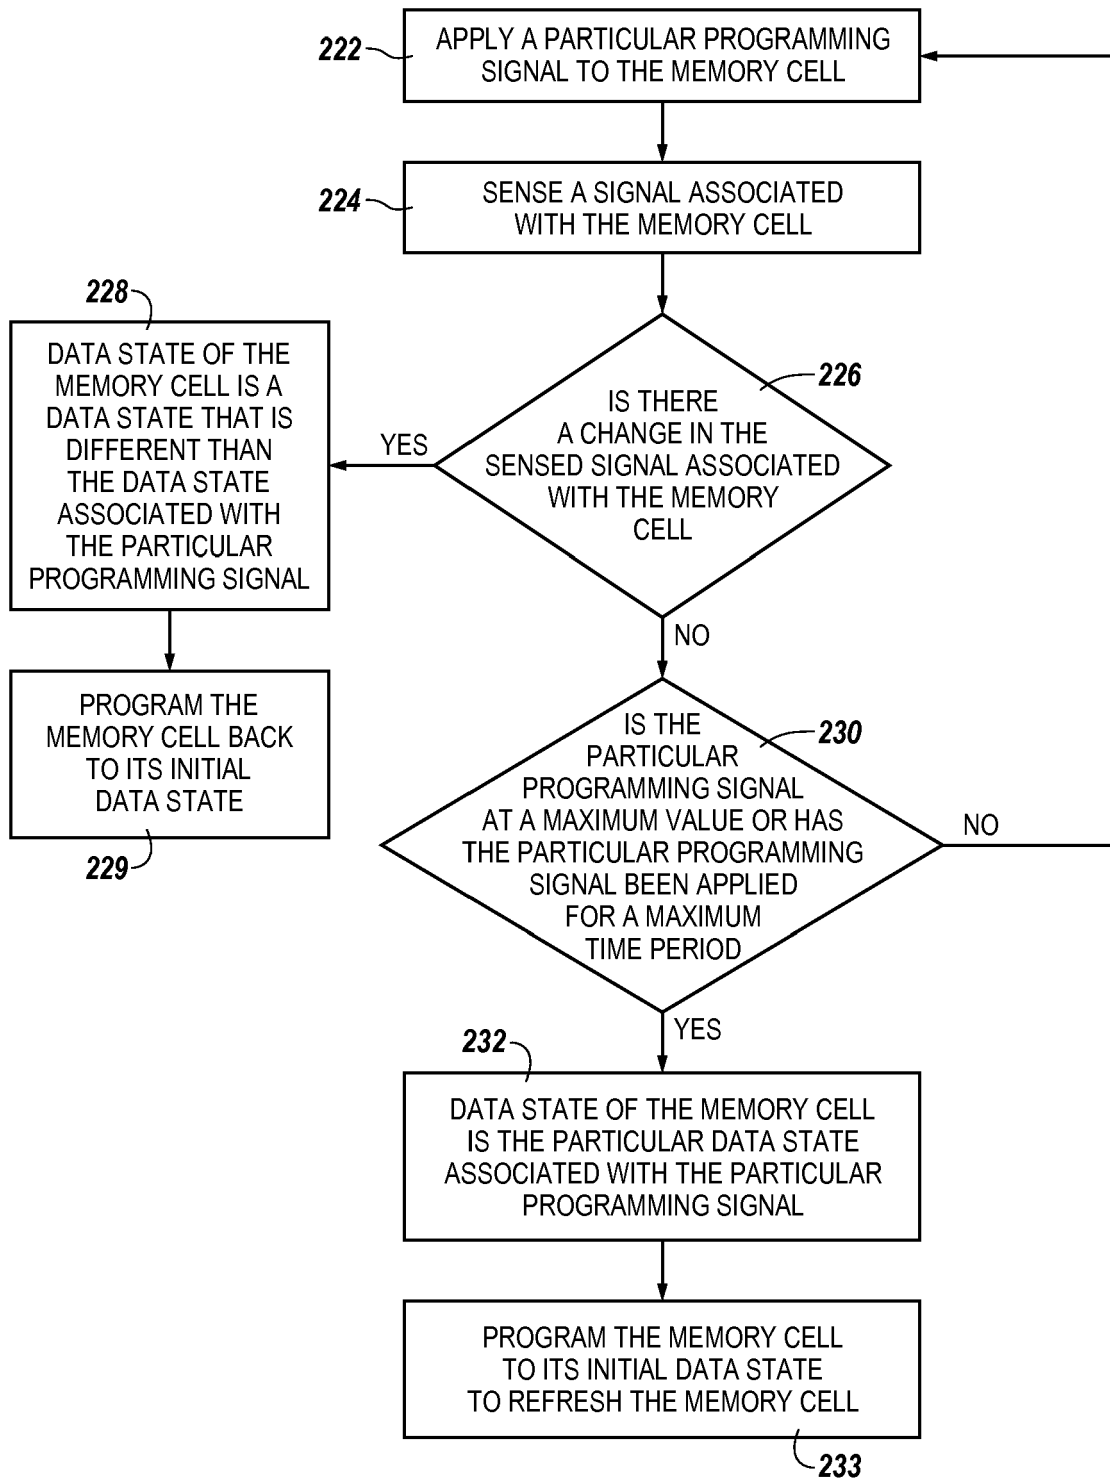 222
APPLY A PARTICULAR PROGRAMMING
SIGNAL TO THE MEMORY CELL
224
SENSE A SIGNAL ASSOCIATED
WITH THE MEMORY CELL
228
DATA STATE OF THE
MEMORY CELL IS A
DATA STATE THAT IS
DIFFERENT THAN
THE DATA STATE
ASSOCIATED WITH
THE PARTICULAR
PROGRAMMING SIGNAL
YES
226
IS THERE
A CHANGE IN THE
SENSED SIGNAL ASSOCIATED
WITH THE MEMORY
CELL
NO
PROGRAM THE
MEMORY CELL BACK
TO ITS INITIAL
DATA STATE
229
230
IS THE
PARTICULAR
PROGRAMMING SIGNAL
AT A MAXIMUM VALUE OR HAS
THE PARTICULAR PROGRAMMING
SIGNAL BEEN APPLIED
FOR A MAXIMUM
TIME PERIOD
NO
YES
232
DATA STATE OF THE MEMORY CELL
IS THE PARTICULAR DATA STATE
ASSOCIATED WITH THE PARTICULAR
PROGRAMMING SIGNAL
PROGRAM THE MEMORY CELL
TO ITS INITIAL DATA STATE
TO REFRESH THE MEMORY CELL
233